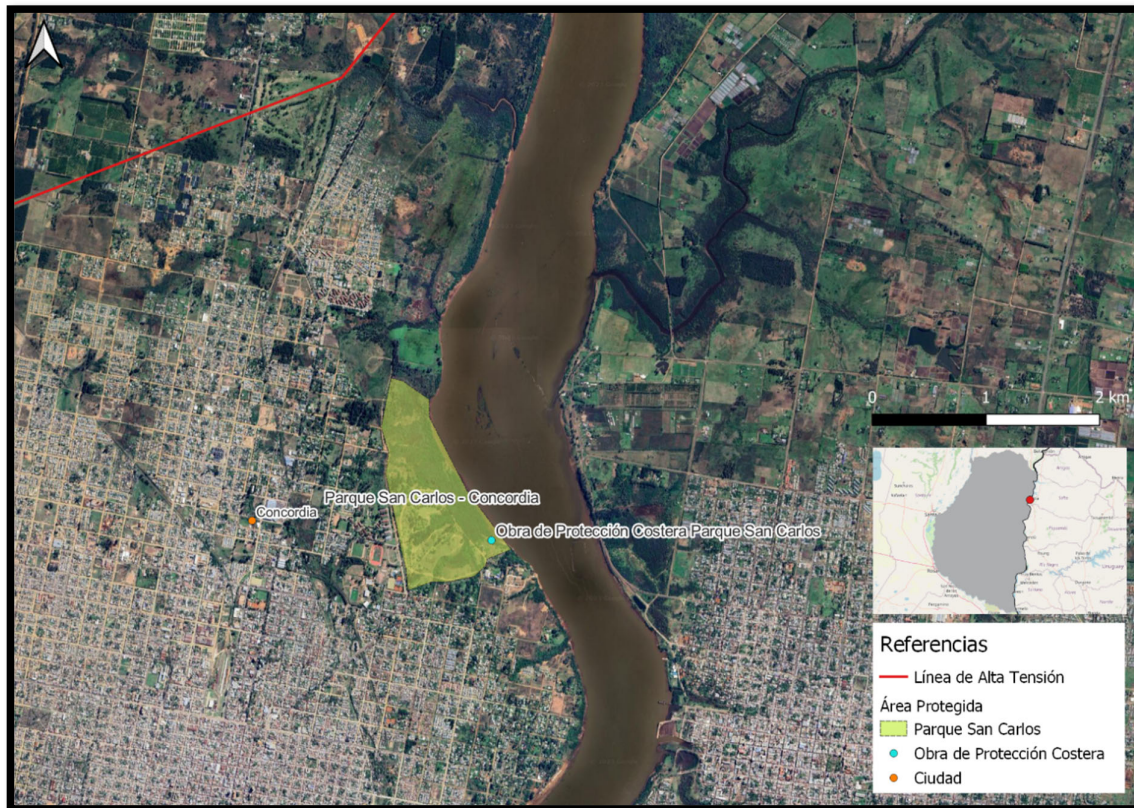 0 1 2 km
Parque San Carlos - Concordia
Concordia
Obra de Protección Costera Parque San Carlos
Referencias
Línea de Alta Tensión
Área Protegida
Parque San Carlos
Obra de Protección Costera
Ciudad